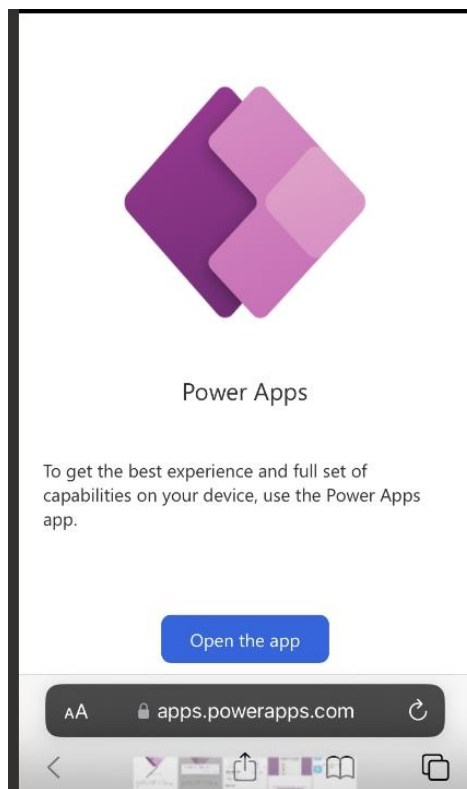 Power Apps
To get the best experience and full set of
capabilities on your device, use the Power Apps
app.
Open the app
AA apps.powerapps.com